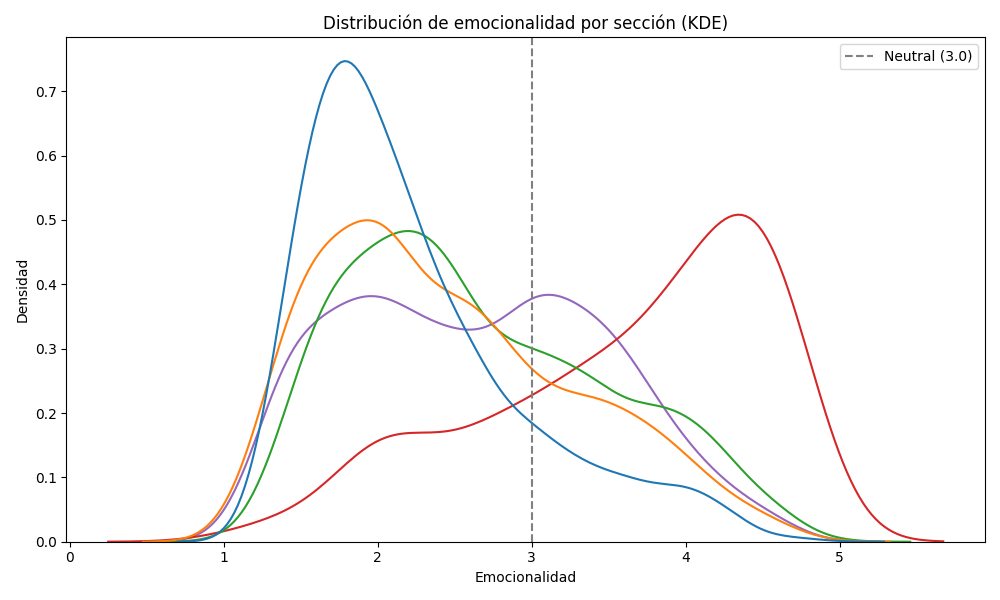 Distribución de emocionalidad por sección (KDE)
Neutral (3.0)
Densidad
0.7
0.6
0.5
0.4
0.3
0.2
0.1
0.0
0 1 2 3 4 5
Emocionalidad